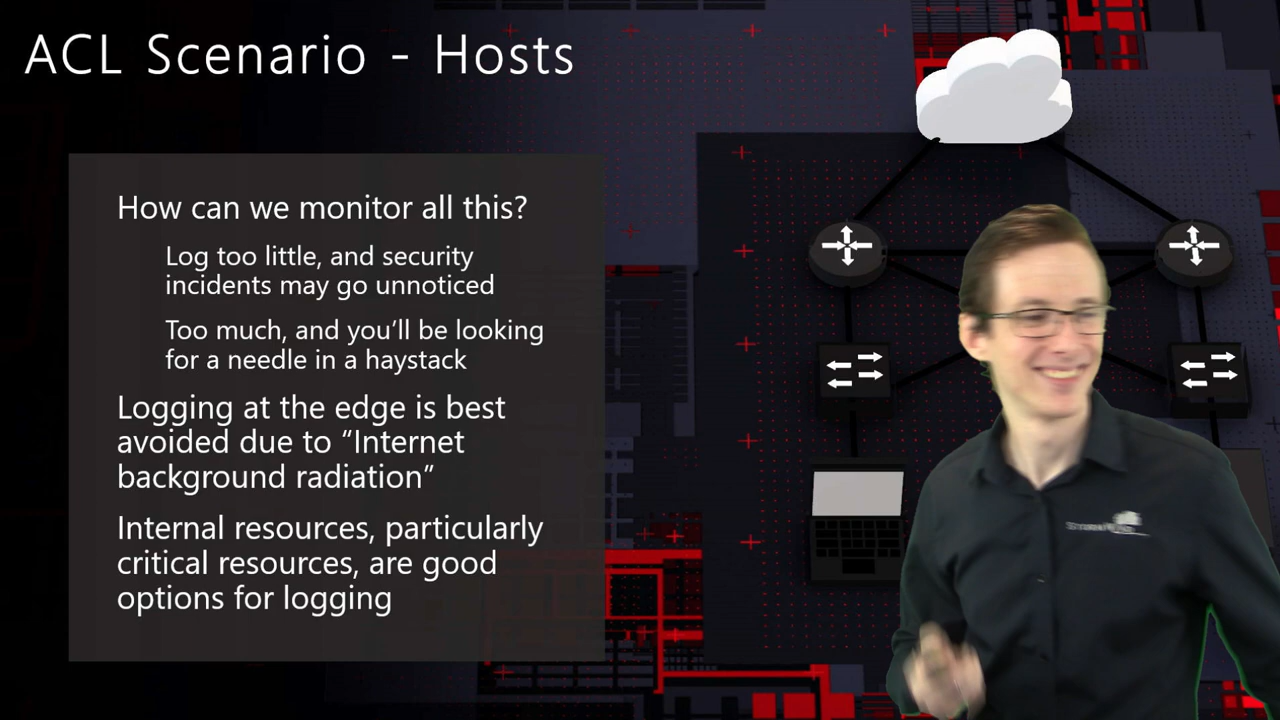 ACL Scenario - Hosts
How can we monitor all this?
Log too little, and security
incidents may go unnoticed
Too much, and you’ll be looking
for a needle in a haystack
Logging at the edge is best
avoided due to “Internet
background radiation”
Internal resources, particularly
critical resources, are good
options for logging